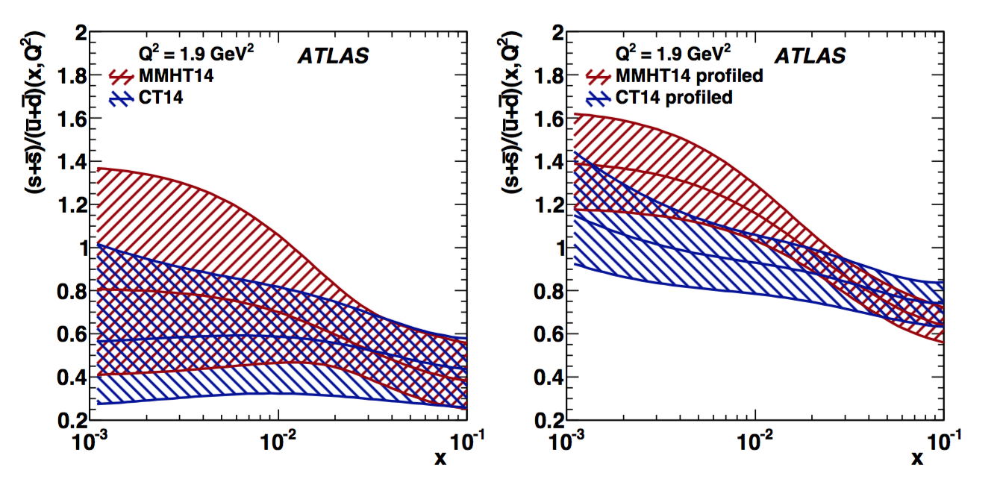 (s+s̅)/(u̅+d̅)(x,Q²)
Q² = 1.9 GeV² ATLAS
MMHT14
CT14
2
1.8
1.6
1.4
1.2
1
0.8
0.6
0.4
0.2
10⁻³ 10⁻² 10⁻¹
x
(s+s̅)/(u̅+d̅)(x,Q²)
Q² = 1.9 GeV² ATLAS
MMHT14 profiled
CT14 profiled
2
1.8
1.6
1.4
1.2
1
0.8
0.6
0.4
0.2
10⁻³ 10⁻² 10⁻¹
x